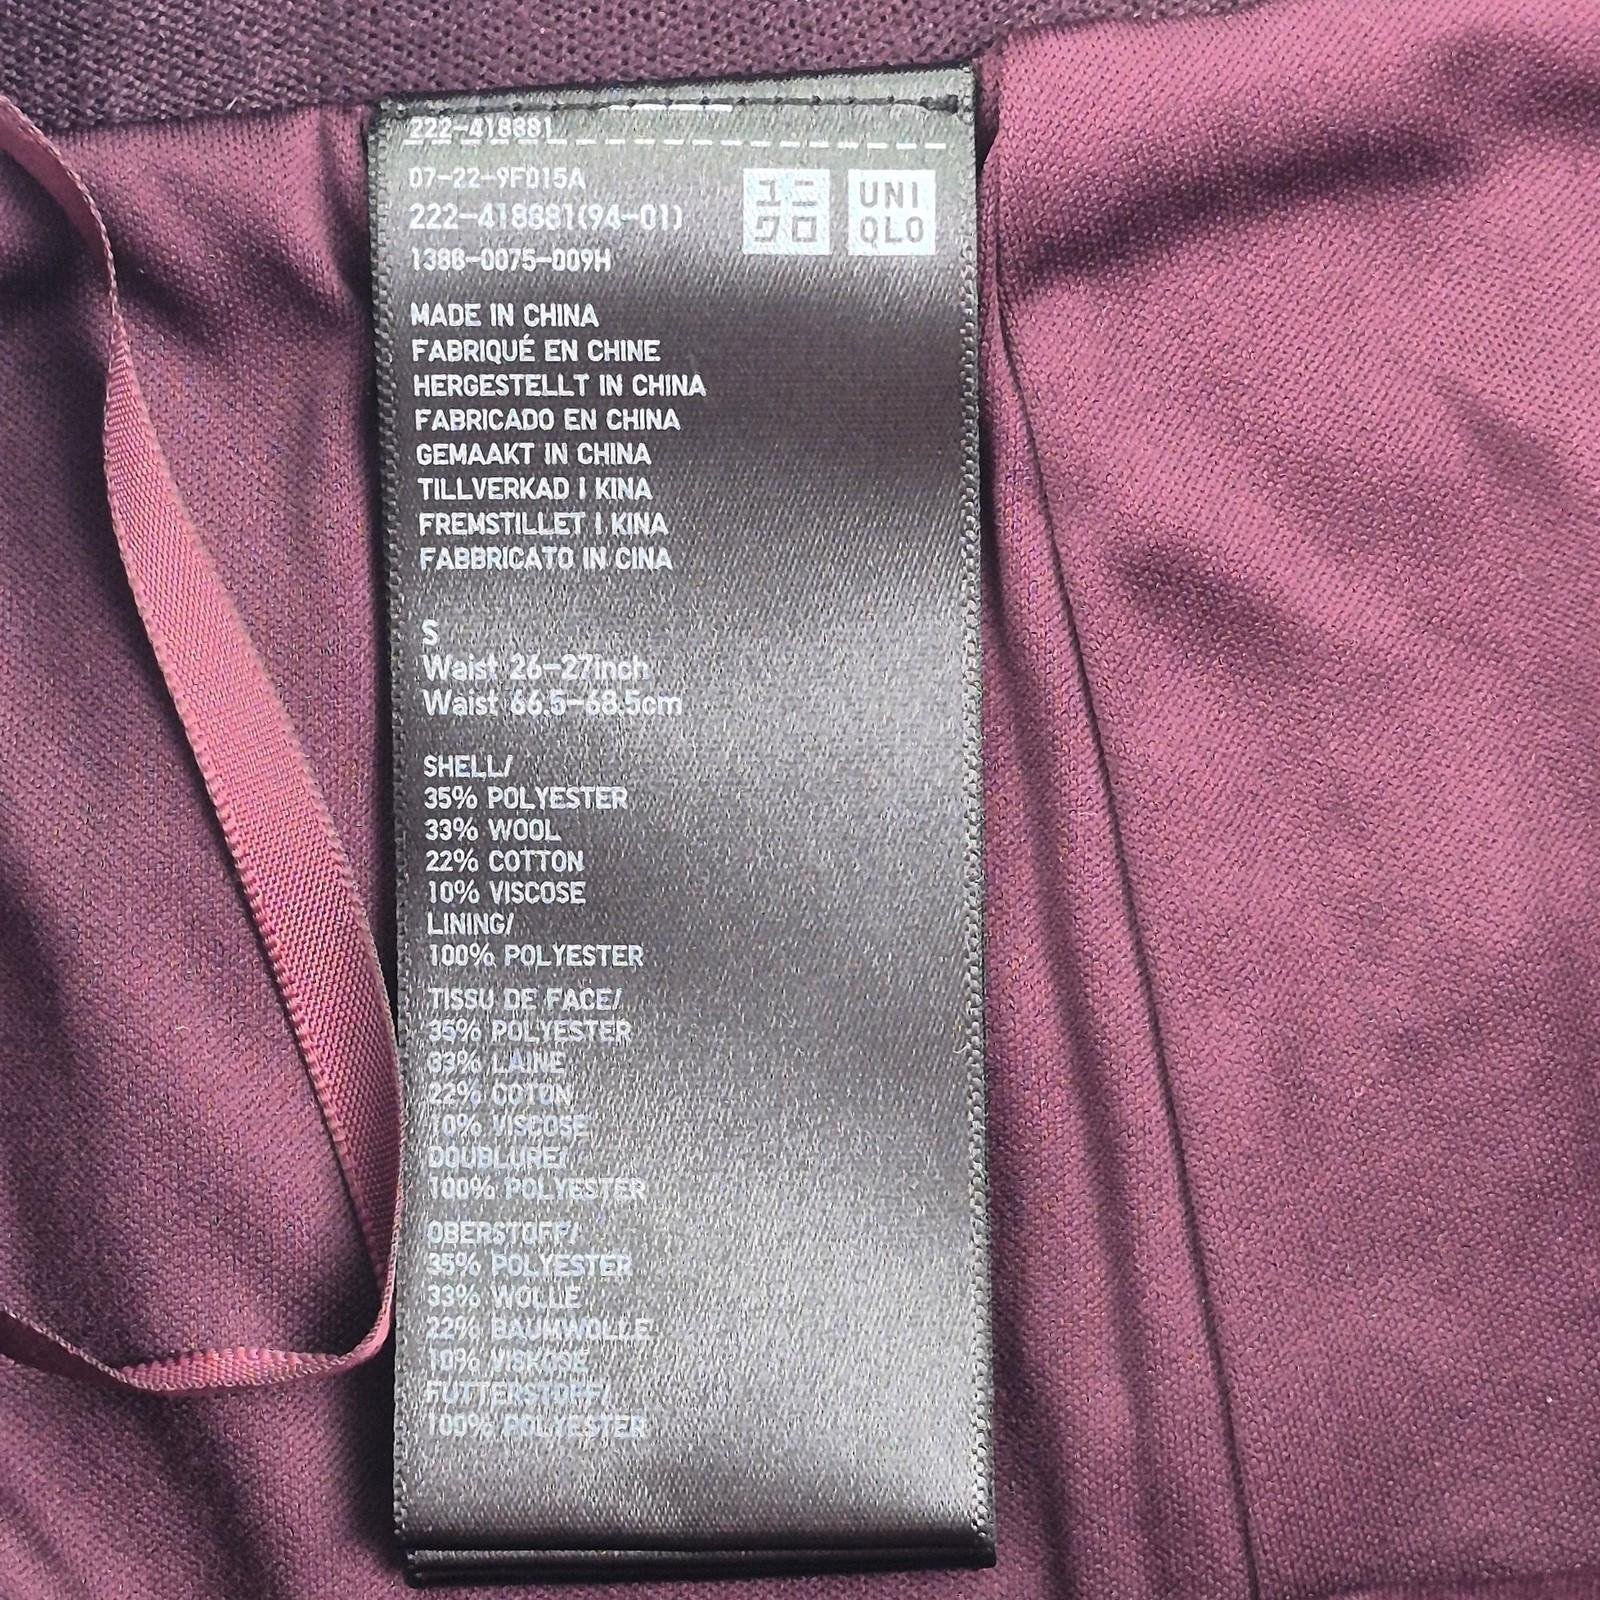 222-418881
07-22-9F015A
222-418881(94-01)
1388-0075-009H
ユニ
クロ
UNI
QLO
MADE IN CHINA
FABRIQUÉ EN CHINE
HERGESTELLT IN CHINA
FABRICADO EN CHINA
GEMAAKT IN CHINA
TILLVERKAD I KINA
FREMSTILLET I KINA
FABBRICATO IN CINA
S
Waist 26-27inch
Waist 66.5-68.5cm
SHELL/
35% POLYESTER
33% WOOL
22% COTTON
10% VISCOSE
LINING/
100% POLYESTER
TISSU DE FACE/
35% POLYESTER
33% LAINE
22% COTON
10% VISCOSE
DOUBLURE/
100% POLYESTER
OBERSTOFF/
35% POLYESTER
33% WOLLE
22% BAUMWOLLE
10% VISKOSE
FUTTERSTOFF/
100% POLYESTER